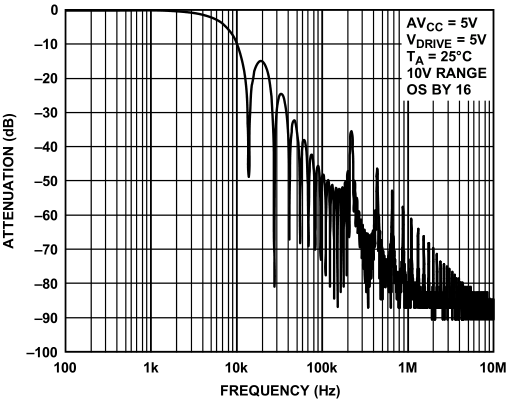 0
–10
–20
–30
–40
–50
–60
–70
–80
–90
–100
ATTENUATION (dB)
AVCC = 5V
VDRIVE = 5V
TA = 25°C
10V RANGE
OS BY 16
100
1k
10k
100k
1M
10M
FREQUENCY (Hz)